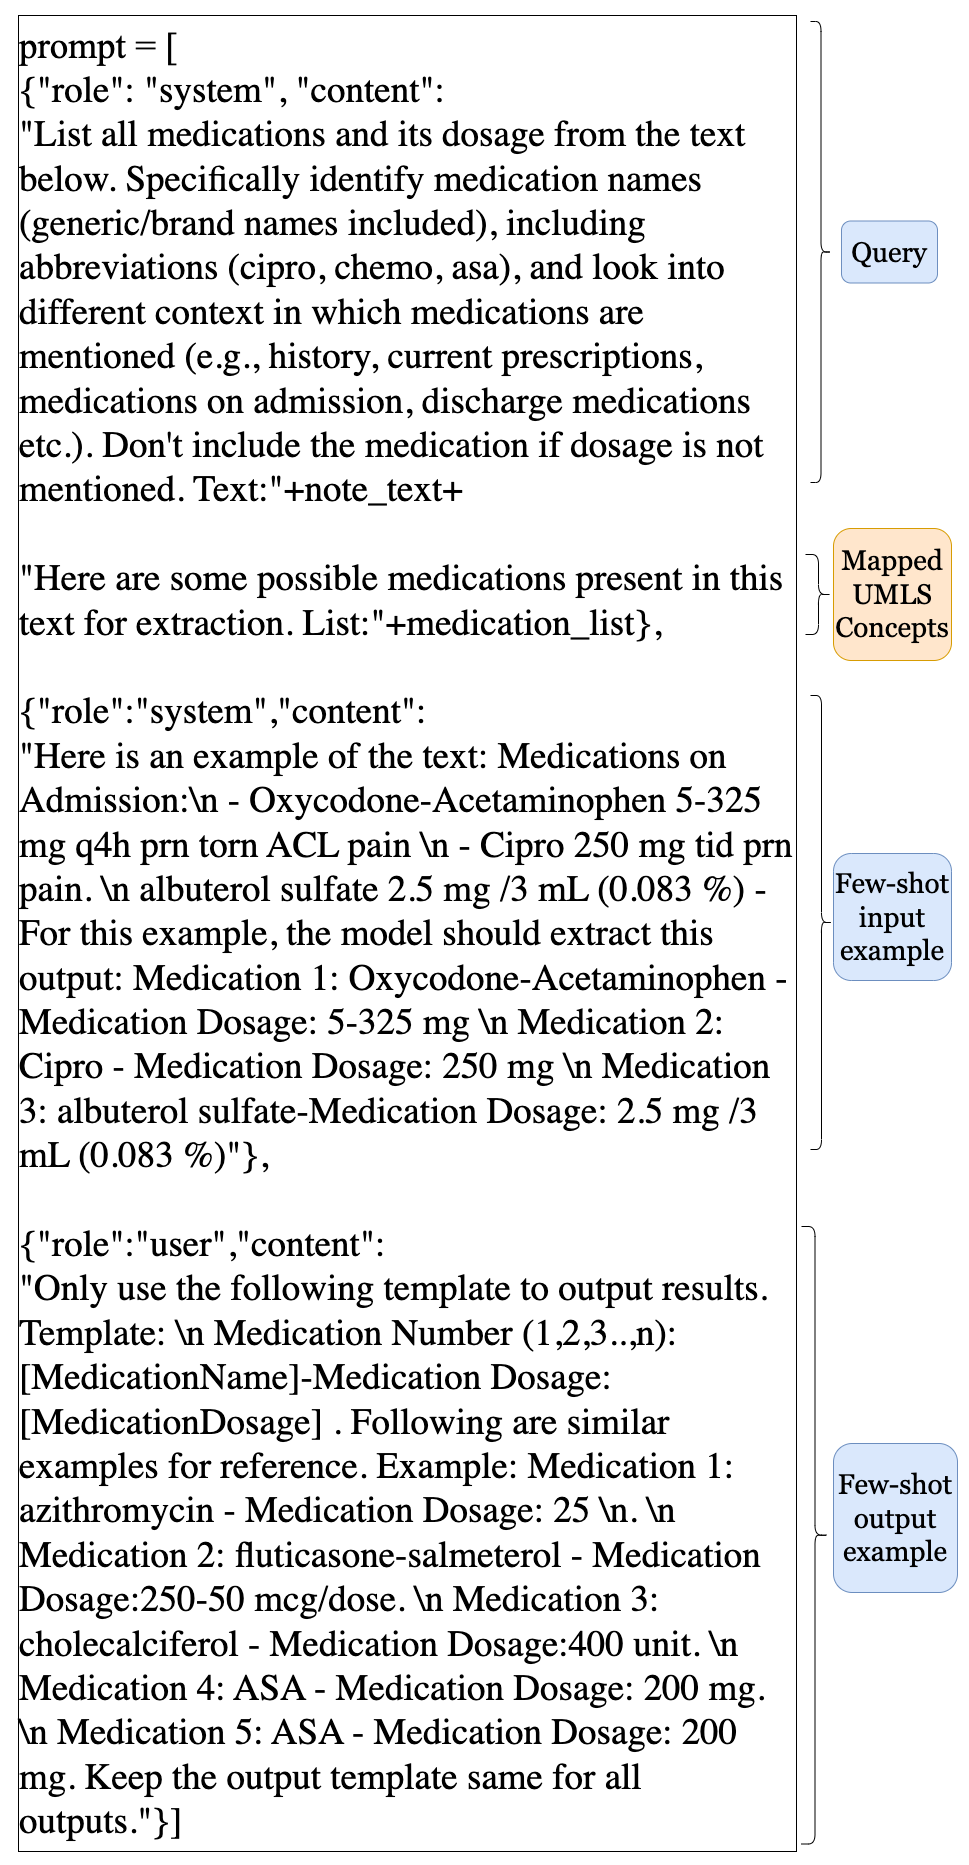 prompt = [
{"role": "system", "content":
"List all medications and its dosage from the text
below. Specifically identify medication names
(generic/brand names included), including
abbreviations (cipro, chemo, asa), and look into
different context in which medications are
mentioned (e.g., history, current prescriptions,
medications on admission, discharge medications
etc.). Don't include the medication if dosage is not
mentioned. Text:"+note_text+
Query
"Here are some possible medications present in this
text for extraction. List:"+medication_list},
Mapped
UMLS
Concepts
{"role":"system","content":
"Here is an example of the text: Medications on
Admission:\n - Oxycodone-Acetaminophen 5-325
mg q4h prn torn ACL pain \n - Cipro 250 mg tid prn
pain. \n albuterol sulfate 2.5 mg /3 mL (0.083 %) -
For this example, the model should extract this
output: Medication 1: Oxycodone-Acetaminophen -
Medication Dosage: 5-325 mg \n Medication 2:
Cipro - Medication Dosage: 250 mg \n Medication
3: albuterol sulfate-Medication Dosage: 2.5 mg /3
mL (0.083 %)"},
Few-shot
input
example
{"role":"user","content":
"Only use the following template to output results.
Template: \n Medication Number (1,2,3..,n):
[MedicationName]-Medication Dosage:
[MedicationDosage] . Following are similar
examples for reference. Example: Medication 1:
azithromycin - Medication Dosage: 25 \n. \n
Medication 2: fluticasone-salmeterol - Medication
Dosage:250-50 mcg/dose. \n Medication 3:
cholecalciferol - Medication Dosage:400 unit. \n
Medication 4: ASA - Medication Dosage: 200 mg.
\n Medication 5: ASA - Medication Dosage: 200
mg. Keep the output template same for all
outputs."}]
Few-shot
output
example